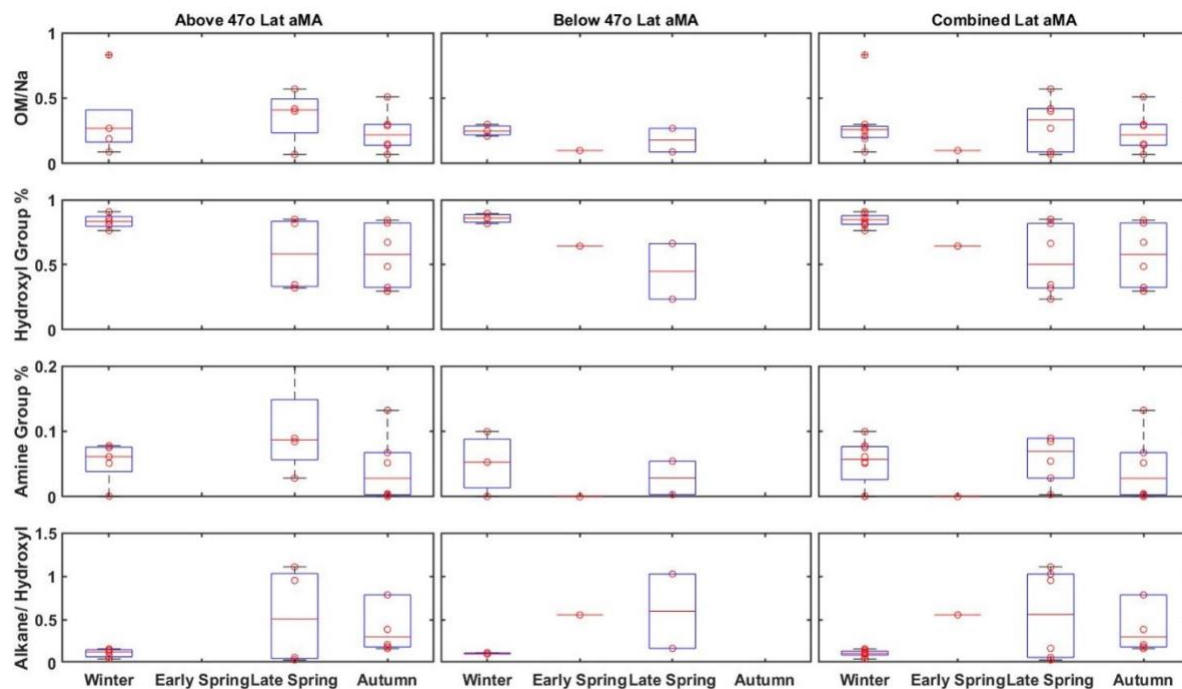 Above 47o Lat aMA
Below 47o Lat aMA
Combined Lat aMA
OM/Na
1
0.5
0
Hydroxyl Group %
1
0.5
0
Amine Group %
0.2
0.1
0
Alkane/ Hydroxyl
1.5
1
0.5
0
Winter Early Spring Late Spring Autumn
Winter Early Spring Late Spring Autumn
Winter Early Spring Late Spring Autumn